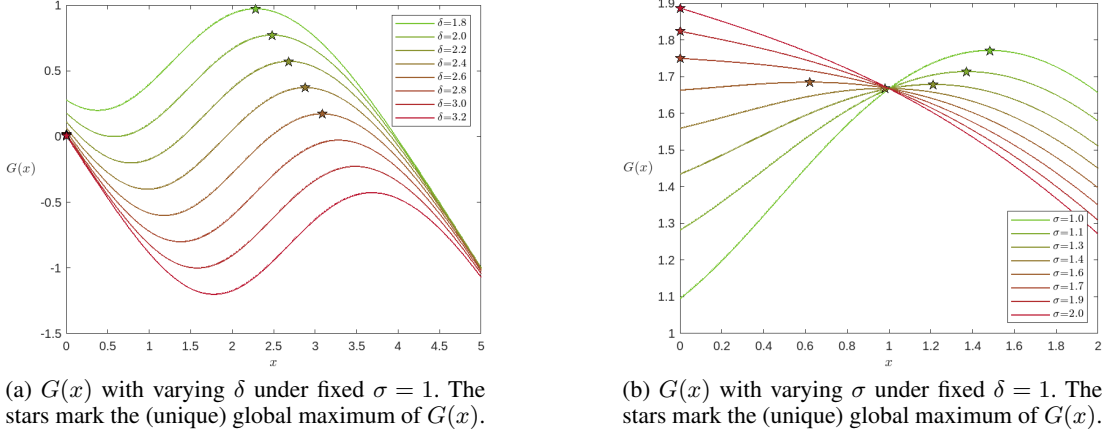 1
0.5
0
-0.5
-1
-1.5
G(x)
0 0.5 1 1.5 2 2.5 3 3.5 4 4.5 5
x
δ=1.8
δ=2.0
δ=2.2
δ=2.4
δ=2.6
δ=2.8
δ=3.0
δ=3.2
(a) G(x) with varying δ under fixed σ = 1. The
stars mark the (unique) global maximum of G(x).
1.9
1.8
1.7
1.6
1.5
1.4
1.3
1.2
1.1
1
G(x)
0 0.2 0.4 0.6 0.8 1 1.2 1.4 1.6 1.8 2
x
σ=1.0
σ=1.1
σ=1.3
σ=1.4
σ=1.6
σ=1.7
σ=1.9
σ=2.0
(b) G(x) with varying σ under fixed δ = 1. The
stars mark the (unique) global maximum of G(x).